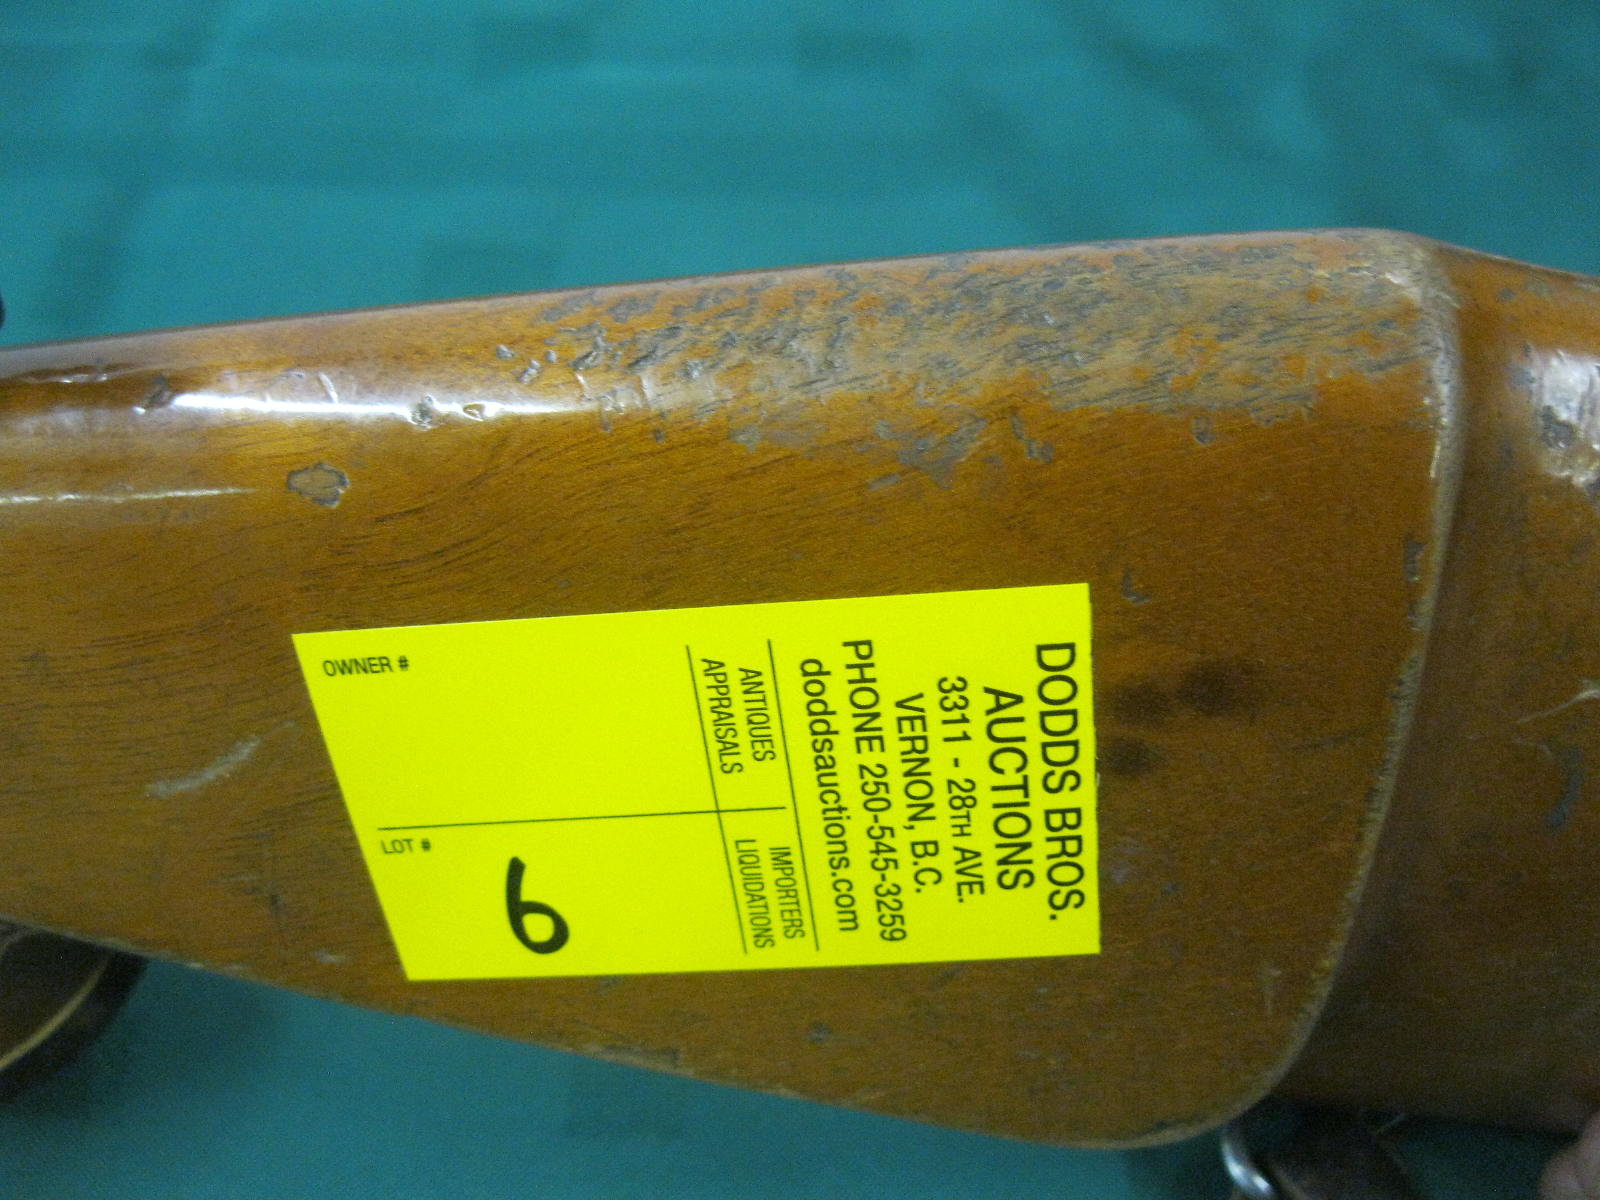 DODDS BROS.
AUCTIONS
3311 - 28TH AVE.
VERNON, B.C.
PHONE 250-545-3259
doddsauctions.com
ANTIQUES
APPRAISALS
IMPORTERS
LIQUIDATIONS
OWNER #
LOT #
6